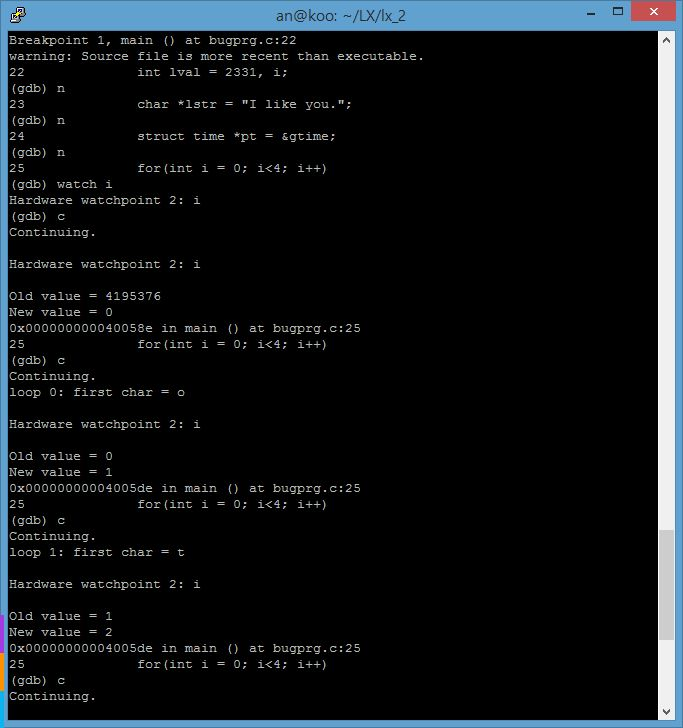 an@koo: ~/LX/lx_2
Breakpoint 1, main () at bugprg.c:22
warning: Source file is more recent than executable.
22              int lval = 2331, i;
(gdb) n
23              char *lstr = "I like you.";
(gdb) n
24              struct time *pt = &gtime;
(gdb) n
25              for(int i = 0; i<4; i++)
(gdb) watch i
Hardware watchpoint 2: i
(gdb) c
Continuing.
Hardware watchpoint 2: i
Old value = 4195376
New value = 0
0x000000000040058e in main () at bugprg.c:25
25              for(int i = 0; i<4; i++)
(gdb) c
Continuing.
loop 0: first char = o
Hardware watchpoint 2: i
Old value = 0
New value = 1
0x00000000004005de in main () at bugprg.c:25
25              for(int i = 0; i<4; i++)
(gdb) c
Continuing.
loop 1: first char = t
Hardware watchpoint 2: i
Old value = 1
New value = 2
0x00000000004005de in main () at bugprg.c:25
25              for(int i = 0; i<4; i++)
(gdb) c
Continuing.